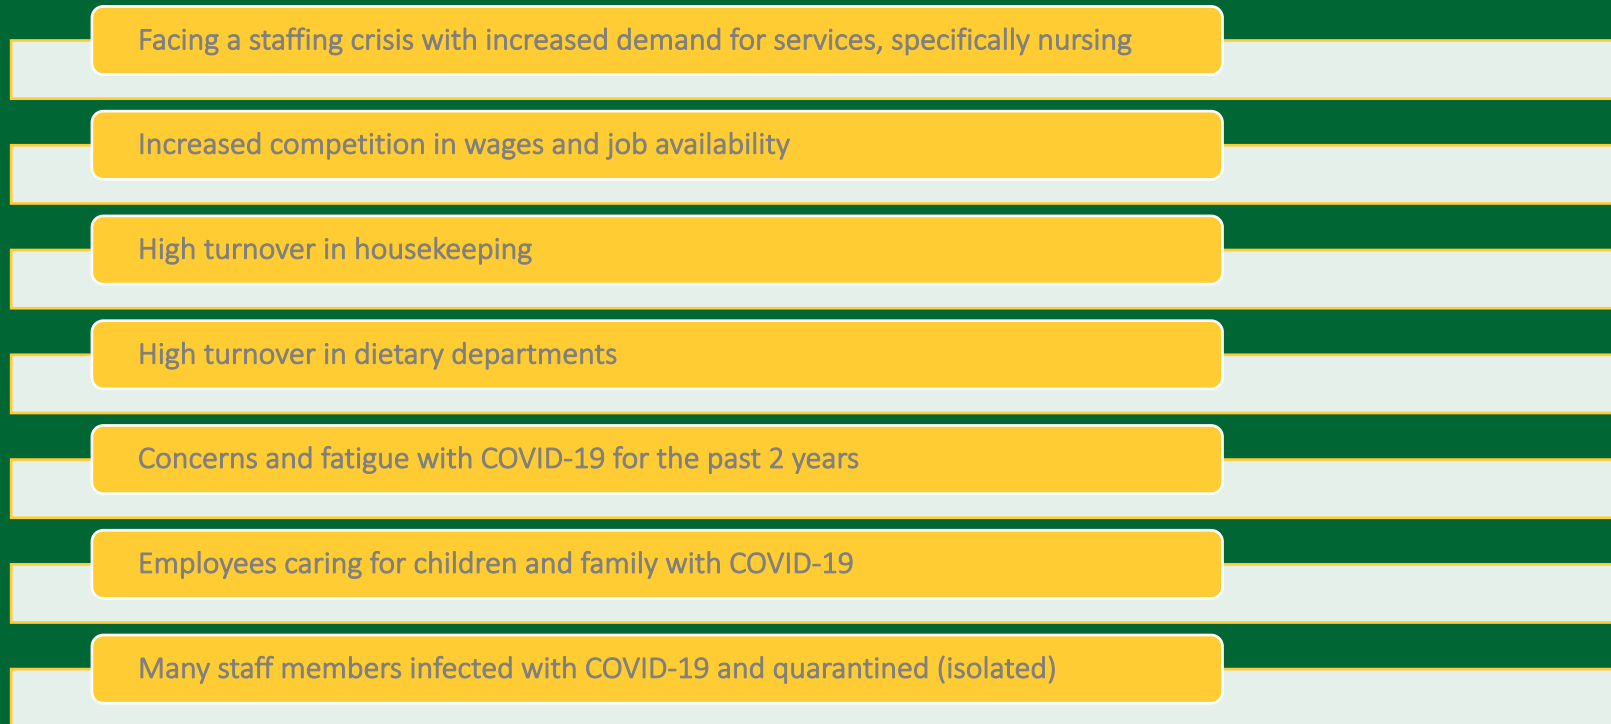 Facing a staffing crisis with increased demand for services, specifically nursing
Increased competition in wages and job availability
High turnover in housekeeping
High turnover in dietary departments
Concerns and fatigue with COVID-19 for the past 2 years
Employees caring for children and family with COVID-19
Many staff members infected with COVID-19 and quarantined (isolated)